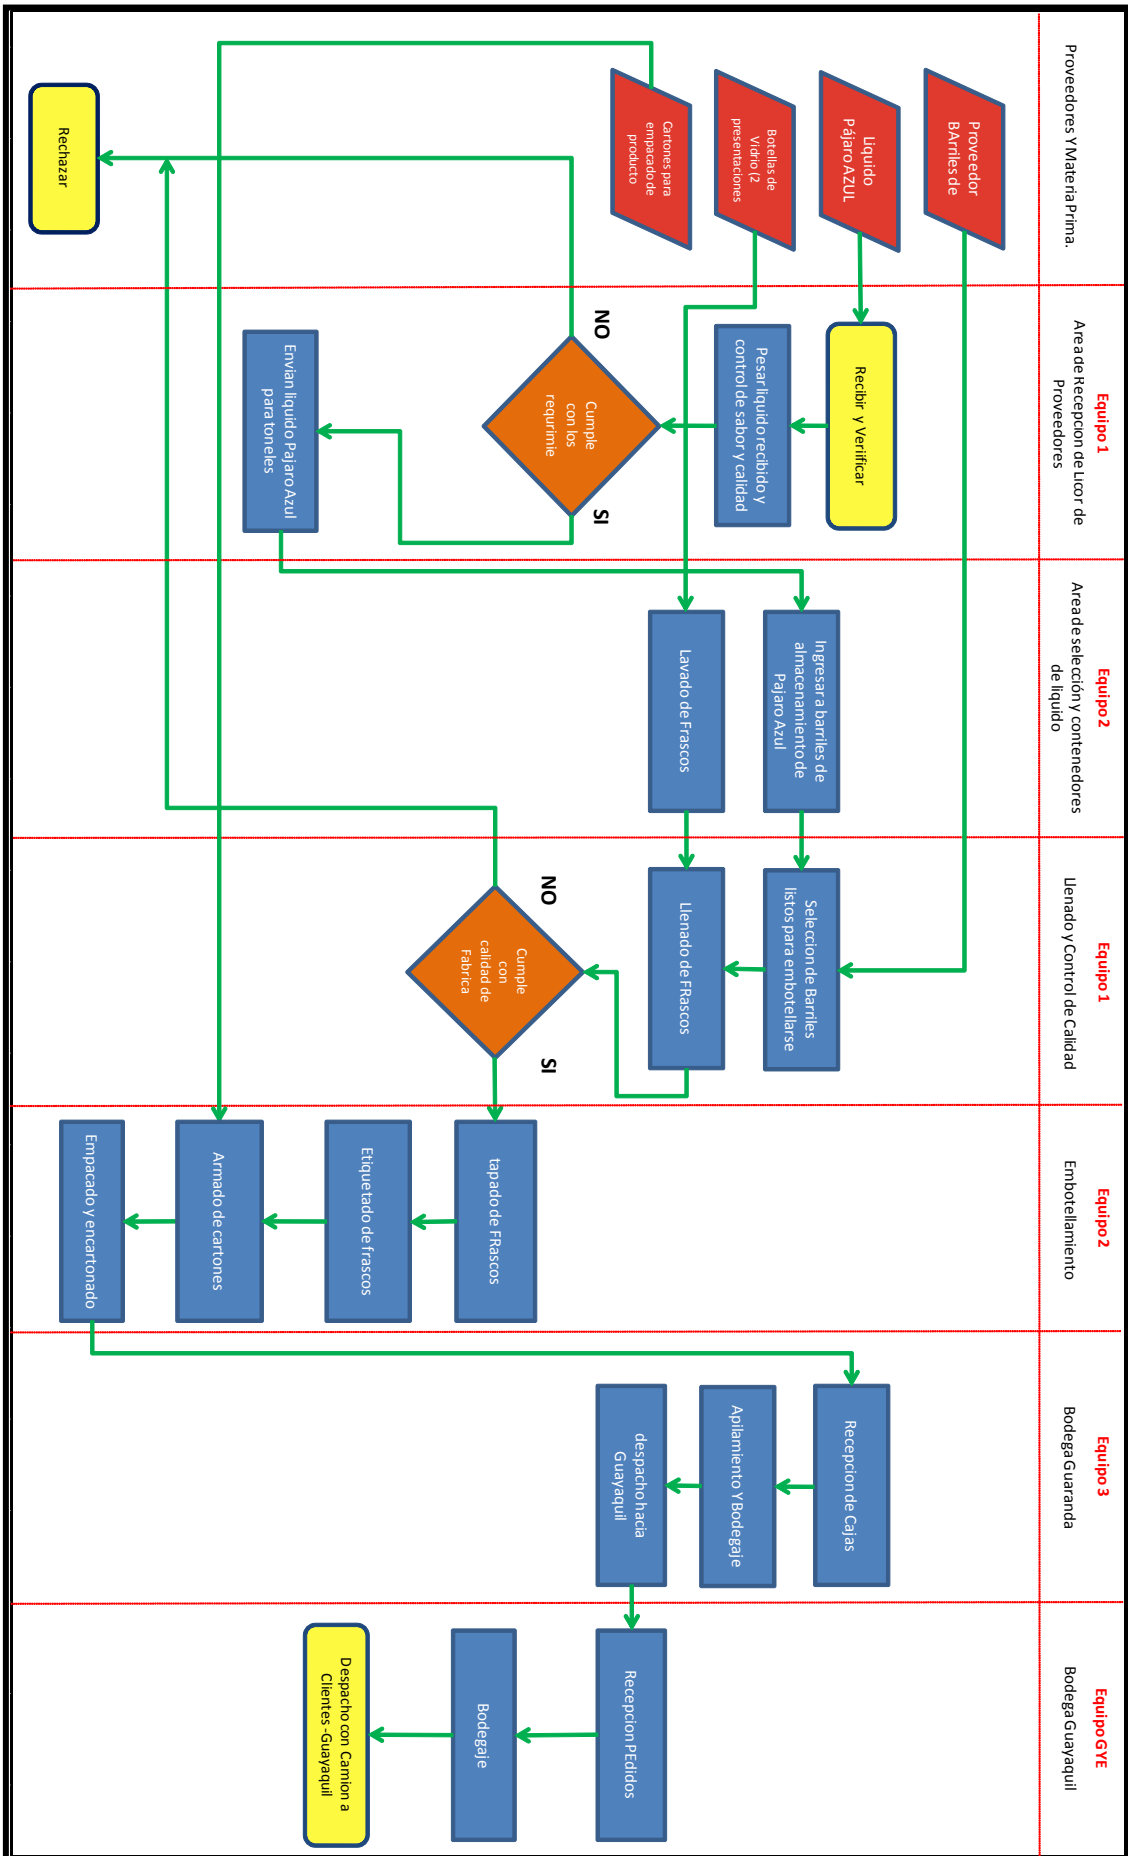 Proveedores Y Materia Prima.
Equipo 1
Area de Recepcion de Licor de
Proveedores
Equipo 2
Area de selección y contenedores
de liquido
Equipo 1
Llenado y Control de Calidad
Equipo 2
Embotellamiento
Equipo 3
Bodega Guaranda
Equipo GYE
Bodega Guayaquil
Proveedor
BArriles de
Liquido
Pájaro AZUL
Botellas de
Vidrio (2
presentaciones
Cartones para
empacado de
producto
Rechazar
Recibir y Veriificar
Pesar liquido recibido y
control de sabor y calidad
Cumple
con los
requrimie
NO
SI
Envian liquido Pajaro Azul
para toneles
Ingresar a barriles de
almacenamiento de
Pajaro Azul
Lavado de Frascos
Seleccion de Barriles
listos para embotellarse
Llenado de FRascos
Cumple
con
calidad de
Fabrica
NO
SI
tapado de FRascos
Etiquetado de frascos
Armado de cartones
Empacado y encartonado
Recepcion de Cajas
Apilamiento Y Bodegaje
despacho hacia
Guayaquil
Recepcion PEdidos
Bodegaje
Despacho con Camion a
Clientes -Guayaquil